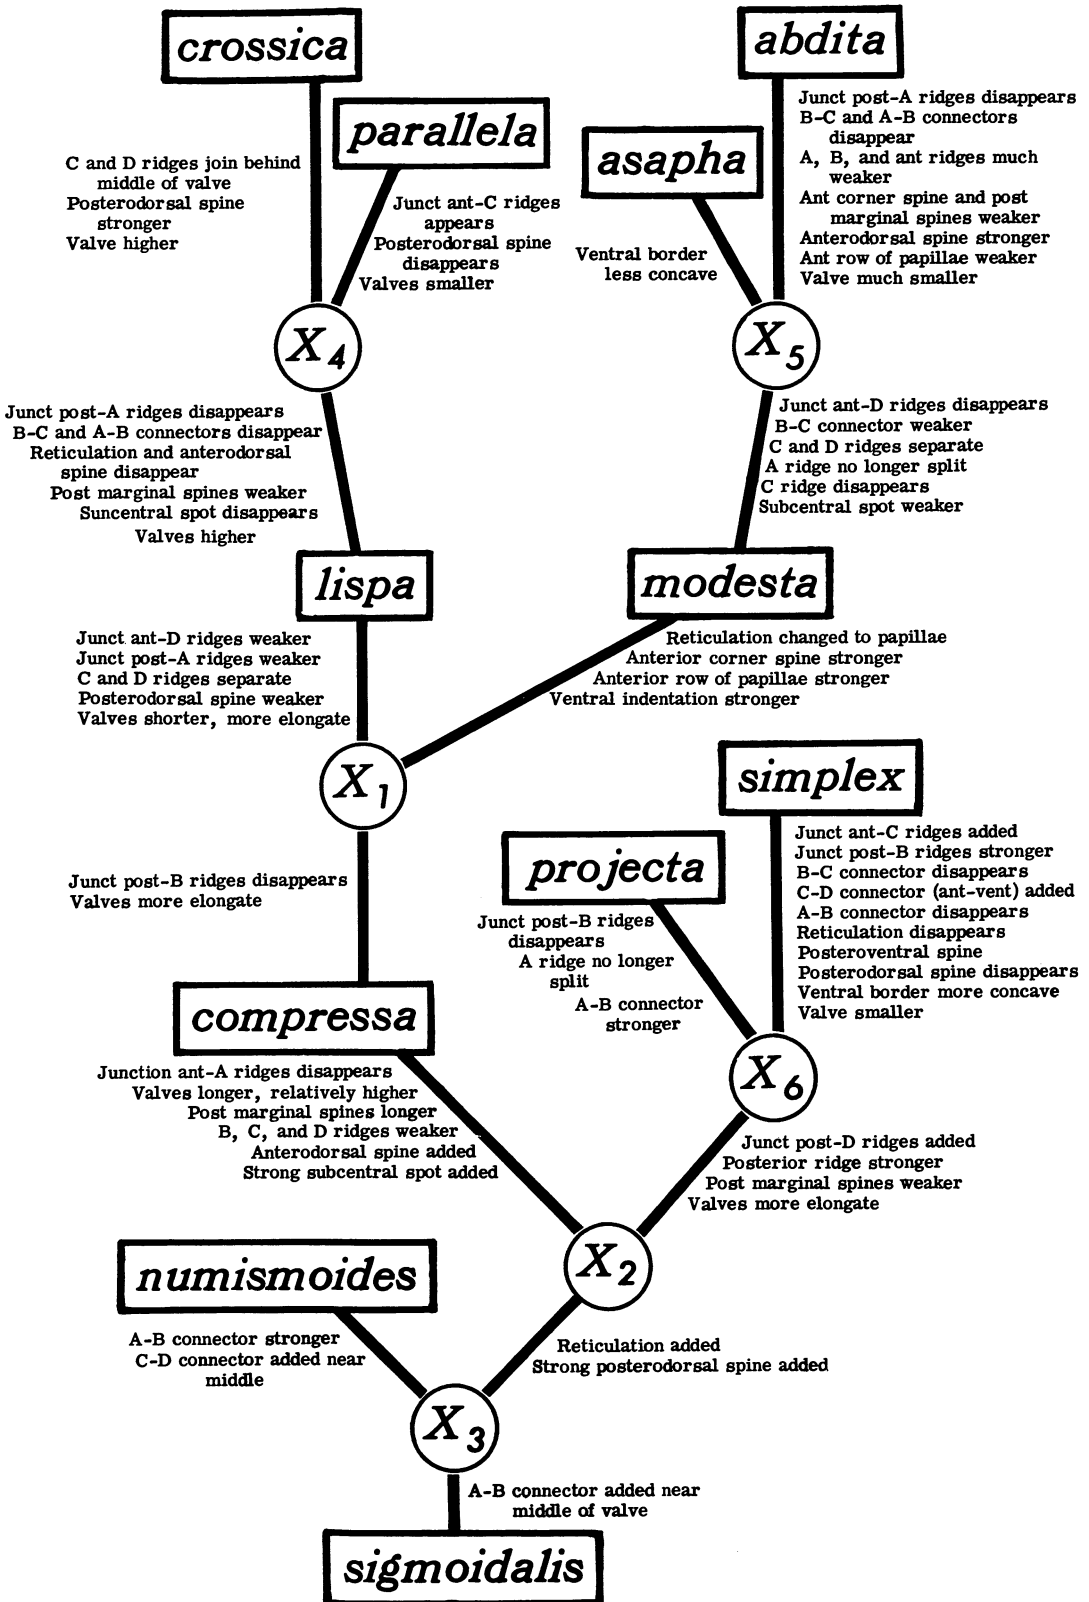 crossica
abdita
parallela
asapha
C and D ridges join behind
middle of valve
Posterodorsal spine
stronger
Valve higher
Junct ant-C ridges
appears
Posterodorsal spine
disappears
Valves smaller
Ventral border
less concave
Junct post-A ridges disappears
B-C and A-B connectors
disappear
A, B, and ant ridges much
weaker
Ant corner spine and post
marginal spines weaker
Anterodorsal spine stronger
Ant row of papillae weaker
Valve much smaller
X4
X5
Junct post-A ridges disappears
B-C and A-B connectors disappear
Reticulation and anterodorsal
spine disappear
Post marginal spines weaker
Suncentral spot disappears
Valves higher
Junct ant-D ridges disappears
B-C connector weaker
C and D ridges separate
A ridge no longer split
C ridge disappears
Subcentral spot weaker
lispa
modesta
Junct ant-D ridges weaker
Junct post-A ridges weaker
C and D ridges separate
Posterodorsal spine weaker
Valves shorter, more elongate
Reticulation changed to papillae
Anterior corner spine stronger
Anterior row of papillae stronger
Ventral indentation stronger
X1
simplex
projecta
Junct post-B ridges disappears
Valves more elongate
Junct post-B ridges
disappears
A ridge no longer
split
A-B connector
stronger
Junct ant-C ridges added
Junct post-B ridges stronger
B-C connector disappears
C-D connector (ant-vent) added
A-B connector disappears
Reticulation disappears
Posteroventral spine
Posterodorsal spine disappears
Ventral border more concave
Valve smaller
compressa
X6
Junction ant-A ridges disappears
Valves longer, relatively higher
Post marginal spines longer
B, C, and D ridges weaker
Anterodorsal spine added
Strong subcentral spot added
Junct post-D ridges added
Posterior ridge stronger
Post marginal spines weaker
Valves more elongate
X2
numismoides
A-B connector stronger
C-D connector added near
middle
Reticulation added
Strong posterodorsal spine added
X3
A-B connector added near
middle of valve
sigmoidalis